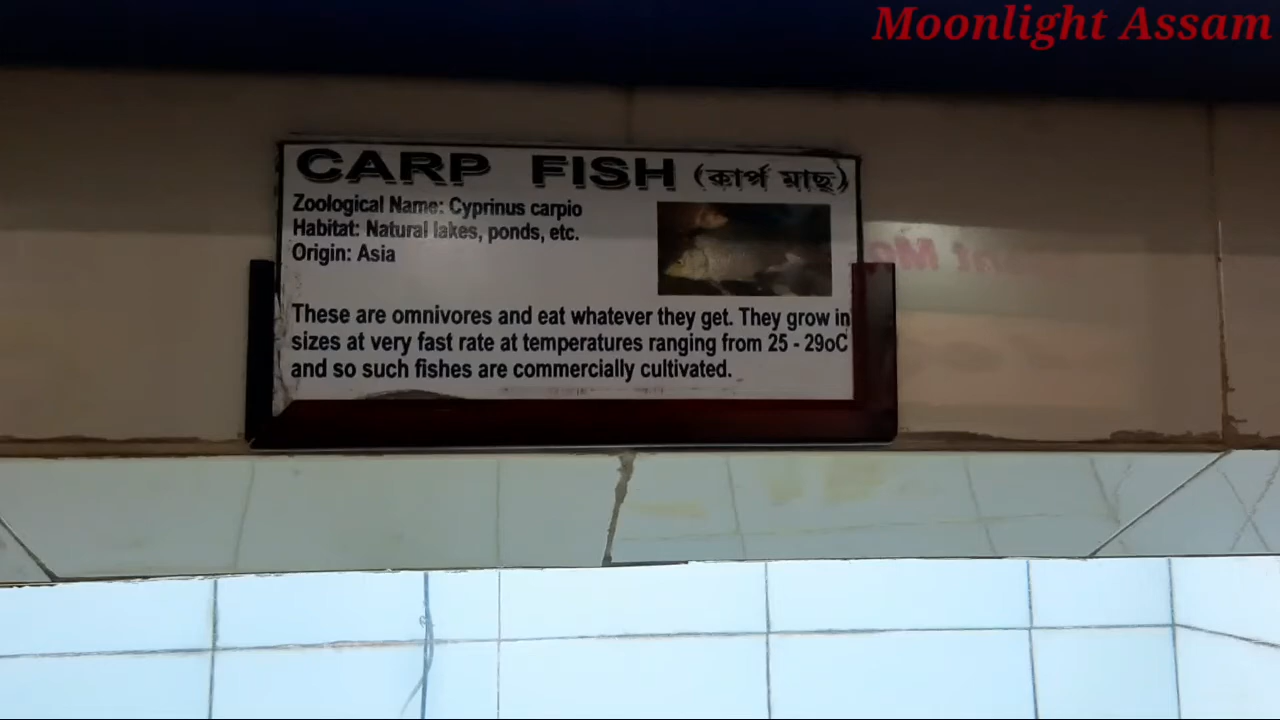 Moonlight Assam
CARP FISH (কার্প মাছ)
Zoological Name: Cyprinus carpio
Habitat: Natural lakes, ponds, etc.
Origin: Asia
These are omnivores and eat whatever they get. They grow in
sizes at very fast rate at temperatures ranging from 25 - 29oC
and so such fishes are commercially cultivated.